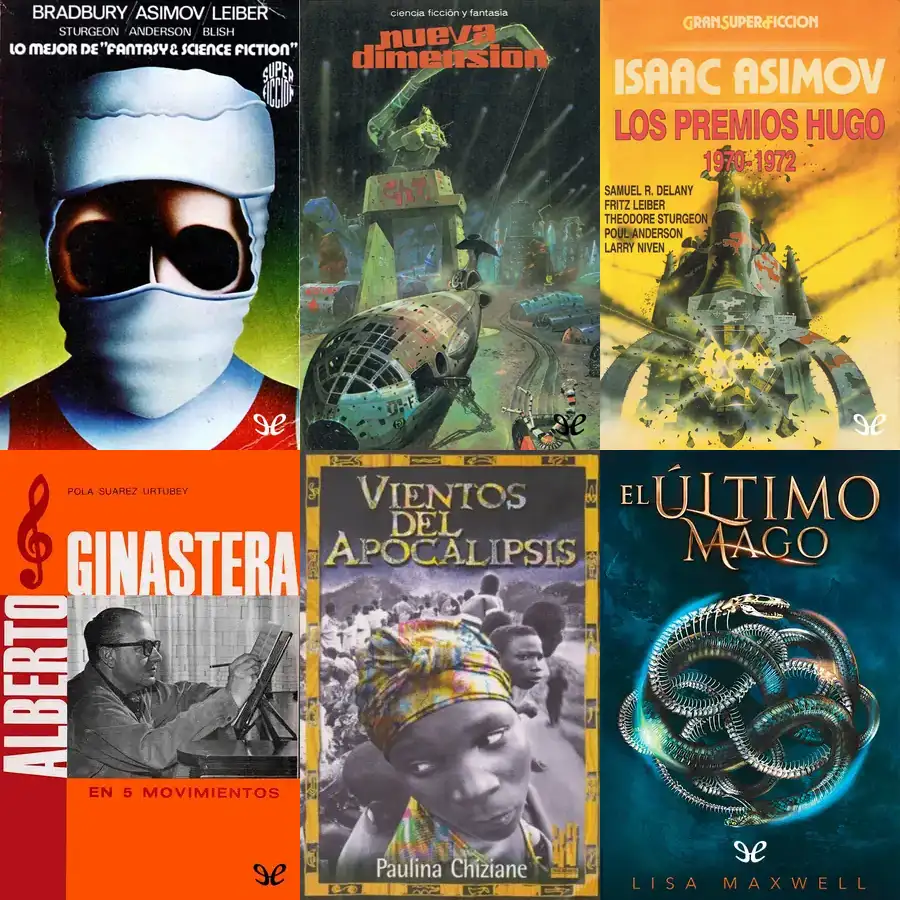 BRADBURY/ASIMOV/LEIBER
STURGEON/ANDERSON/BLISH
LO MEJOR DE "FANTASY & SCIENCE FICTION"
SUPER
FICCIÓN
ciencia ficción y fantasía
nueva
dimensión
GRAN SUPER FICCION
ISAAC ASIMOV
LOS PREMIOS HUGO
1970-1972
SAMUEL R. DELANY
FRITZ LEIBER
THEODORE STURGEON
POUL ANDERSON
LARRY NIVEN
POLA SUAREZ URTUBEY
ALBERTO
GINASTERA
EN 5 MOVIMIENTOS
VIENTOS
DEL
APOCALIPSIS
Paulina Chiziane
EL ÚLTIMO
MAGO
LISA MAXWELL